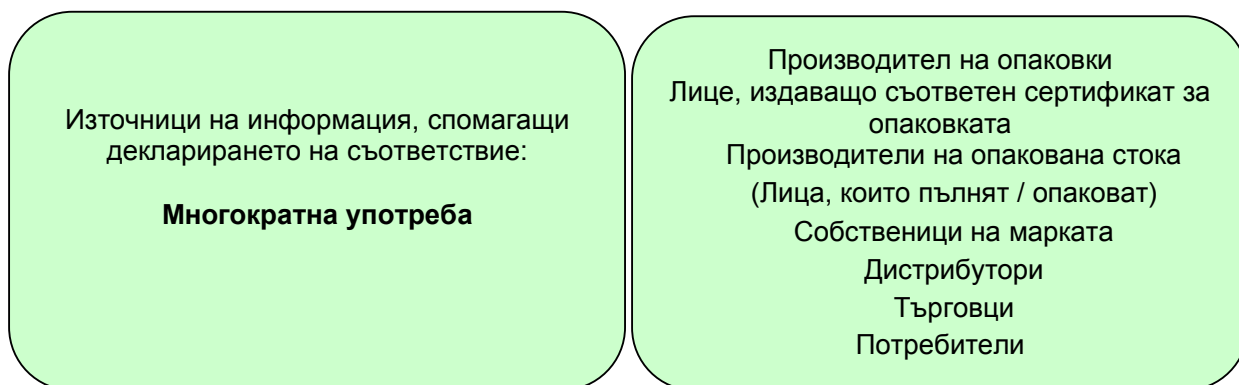 Източници на информация, спомагащи
декларирането на съответствие:
Многократна употреба
Производител на опаковки
Лице, издаващо съответен сертификат за
опаковката
Производители на опакована стока
(Лица, които пълнят / опаковат)
Собственици на марката
Дистрибутори
Търговци
Потребители